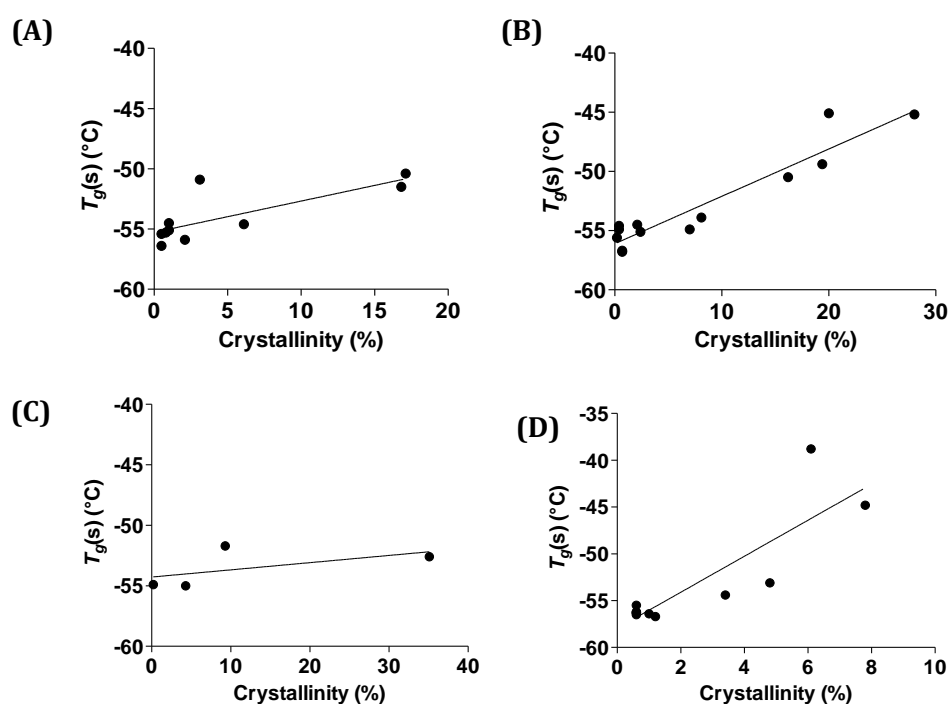 (A)
-40
-45
-50
-55
-60
Tg(s) (°C)
0 5 10 15 20
Crystallinity (%)
(B)
-40
-45
-50
-55
-60
Tg(s) (°C)
0 10 20 30
Crystallinity (%)
(C)
-40
-45
-50
-55
-60
Tg(s) (°C)
0 10 20 30 40
Crystallinity (%)
(D)
-35
-40
-45
-50
-55
-60
Tg(s) (°C)
0 2 4 6 8 10
Crystallinity (%)